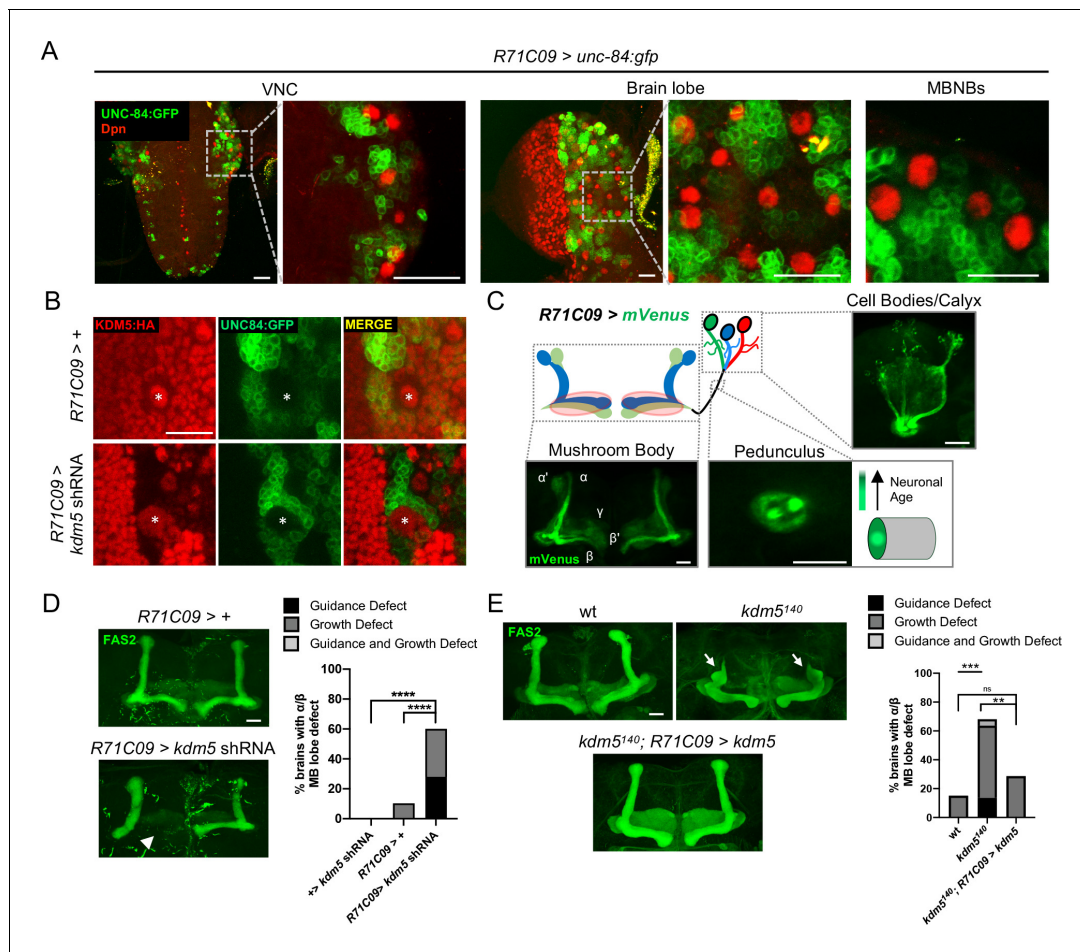 A
R71C09 > unc-84:gfp
VNC
Brain lobe
MBNBs
UNC-84:GFP
Dpn
B
KDM5:HA
UNC84:GFP
MERGE
R71C09 > +
*
*
*
R71C09 >
kdm5 shRNA
*
*
*
C
R71C09 > mVenus
Cell Bodies/Calyx
Mushroom Body
α'
α
γ
β'
β
mVenus
Pedunculus
Neuronal
Age
D
R71C09 > +
FAS2
R71C09 > kdm5 shRNA
Guidance Defect
Growth Defect
Guidance and Growth Defect
% brains with α/β
MB lobe defect
100
80
60
40
20
0
****
****
+> kdm5 shRNA
R71C09 > +
R71C09> kdm5 shRNA
E
wt
kdm5¹⁴⁰
FAS2
kdm5¹⁴⁰; R71C09 > kdm5
Guidance Defect
Growth Defect
Guidance and Growth Defect
% brains with α/β
MB lobe defect
100
80
60
40
20
0
***
ns
**
wt
kdm5¹⁴⁰
kdm5¹⁴⁰; R71C09 > kdm5